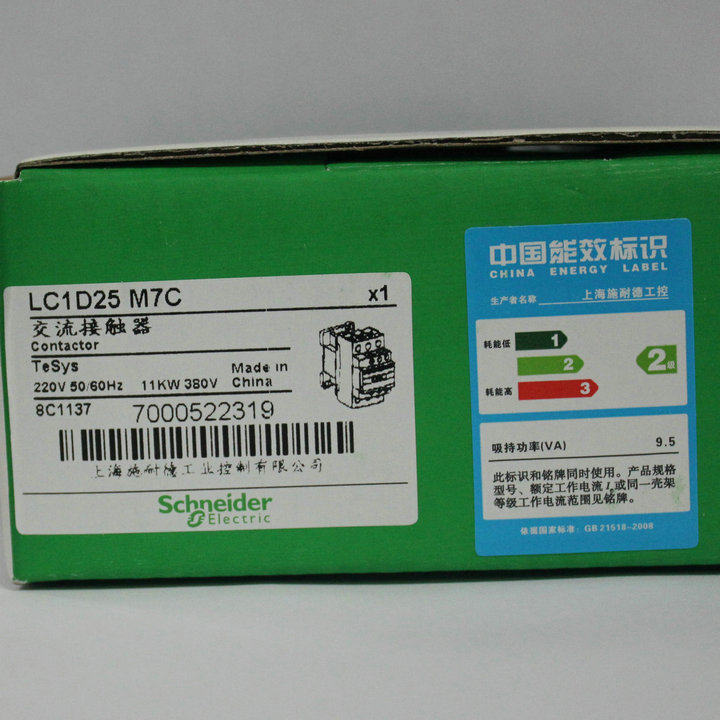 LC1D25 M7C x1
交流接触器
Contactor
TeSys
220V 50/60Hz 11KW 380V Made in China
8C1137 7000522319
上海施耐德工业控制有限公司
Schneider
Electric
中国能效标识
CHINA ENERGY LABEL
生产者名称 上海施耐德工控
耗能低 1
2
耗能高 3
2级
吸持功率(VA) 9.5
此标识和铭牌同时使用。产品规格
型号、额定工作电流I或同一壳架
等级工作电流范围见铭牌。
依据国家标准: GB 21518-2008